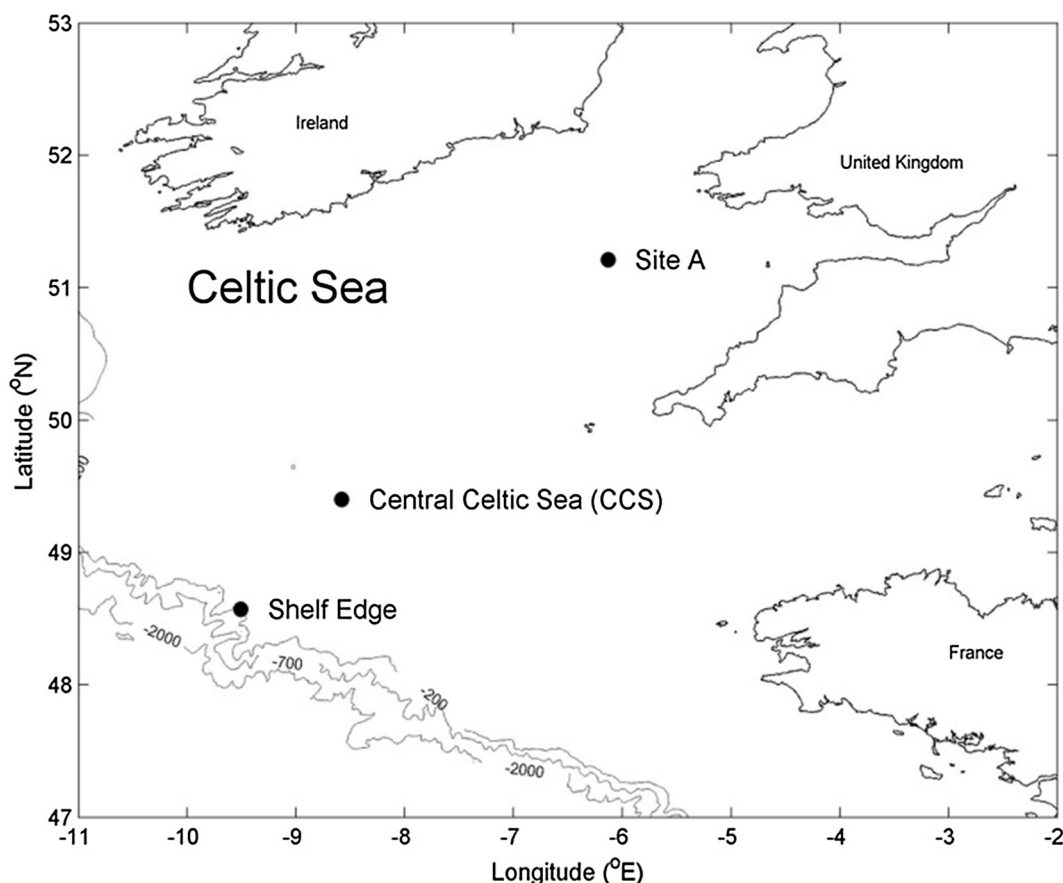 53
52
51
50
49
48
47
Latitude (°N)
Ireland
United Kingdom
Site A
Celtic Sea
Central Celtic Sea (CCS)
Shelf Edge
-2000
-700
-200
-2000
France
-11 -10 -9 -8 -7 -6 -5 -4 -3 -2
Longitude (°E)